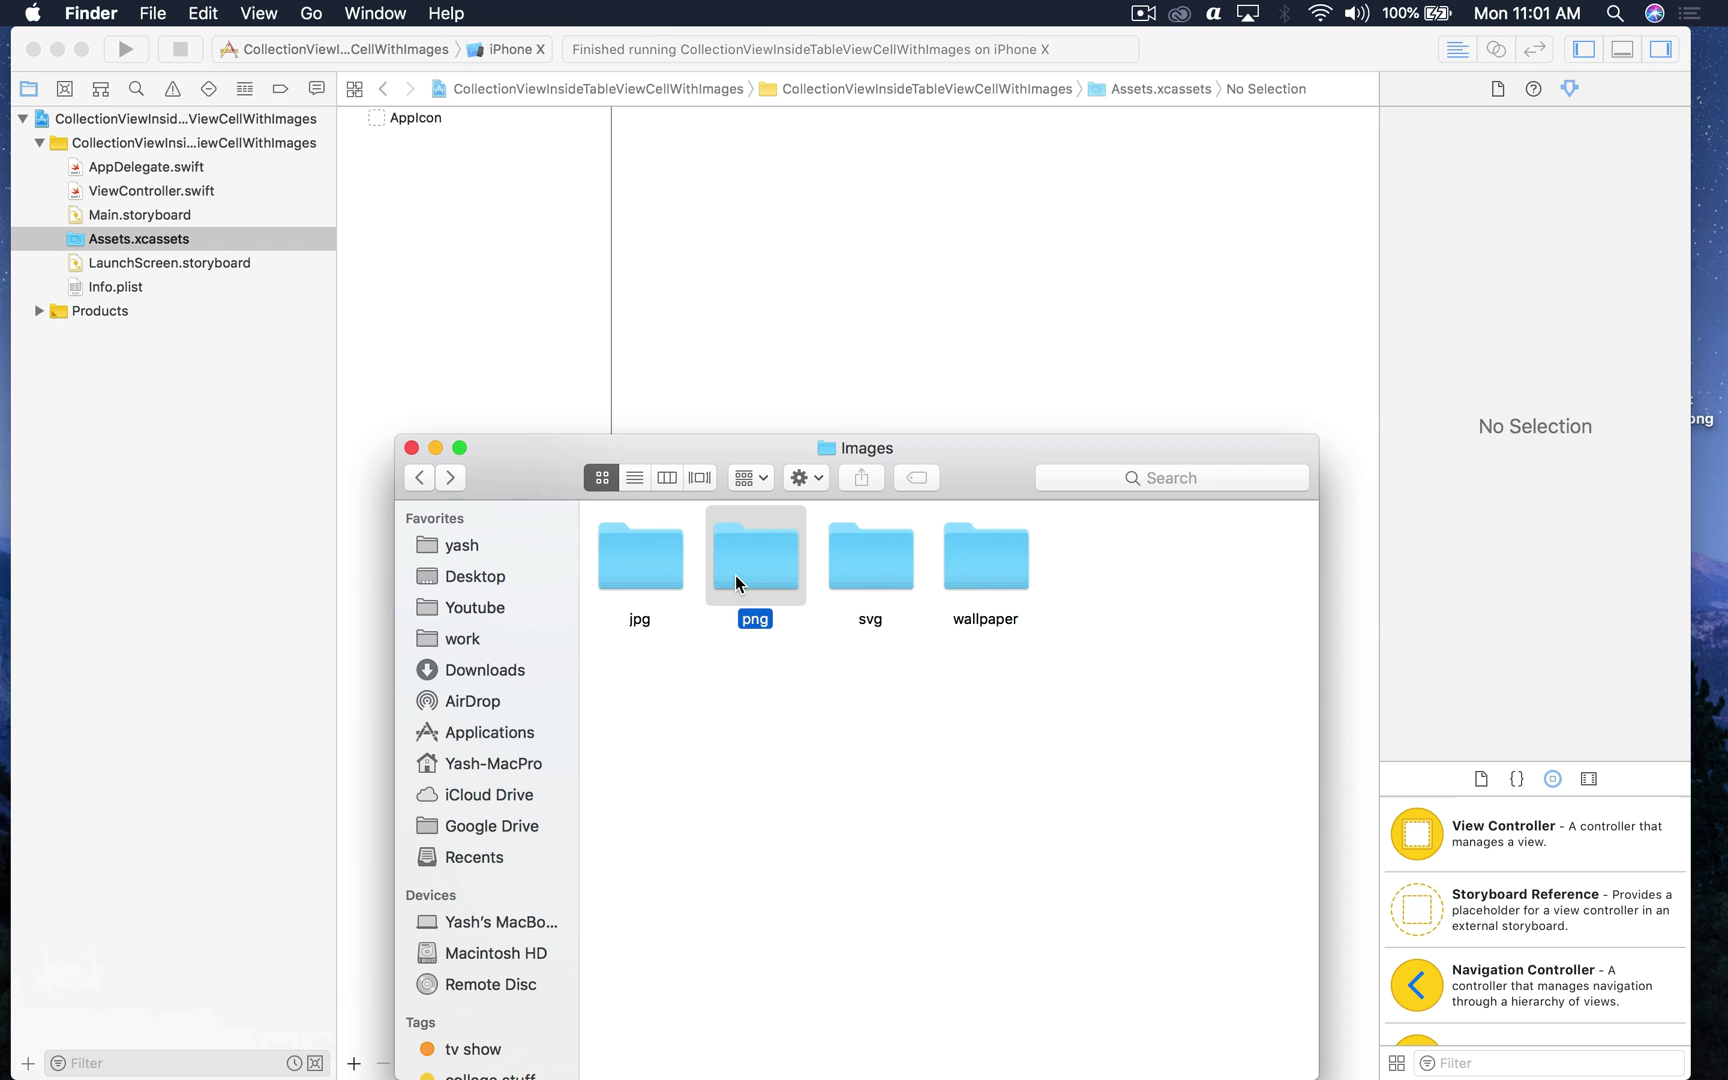 Finder File Edit View Go Window Help
100% Mon 11:01 AM
CollectionViewI...CellWithImages iPhone X
Finished running CollectionViewInsideTableViewCellWithImages on iPhone X
CollectionViewInsideTableViewCellWithImages CollectionViewInsideTableViewCellWithImages Assets.xcassets No Selection
CollectionViewInsid...ViewCellWithImages
CollectionViewInsi...iewCellWithImages
AppDelegate.swift
ViewController.swift
Main.storyboard
Assets.xcassets
LaunchScreen.storyboard
Info.plist
Products
Filter
AppIcon
Images
Search
Favorites
yash
Desktop
Youtube
work
Downloads
AirDrop
Applications
Yash-MacPro
iCloud Drive
Google Drive
Recents
Devices
Yash's MacBo...
Macintosh HD
Remote Disc
Tags
tv show
college stuff
jpg
png
svg
wallpaper
No Selection
View Controller - A controller that
manages a view.
Storyboard Reference - Provides a
placeholder for a view controller in an
external storyboard.
Navigation Controller - A
controller that manages navigation
through a hierarchy of views.
Filter